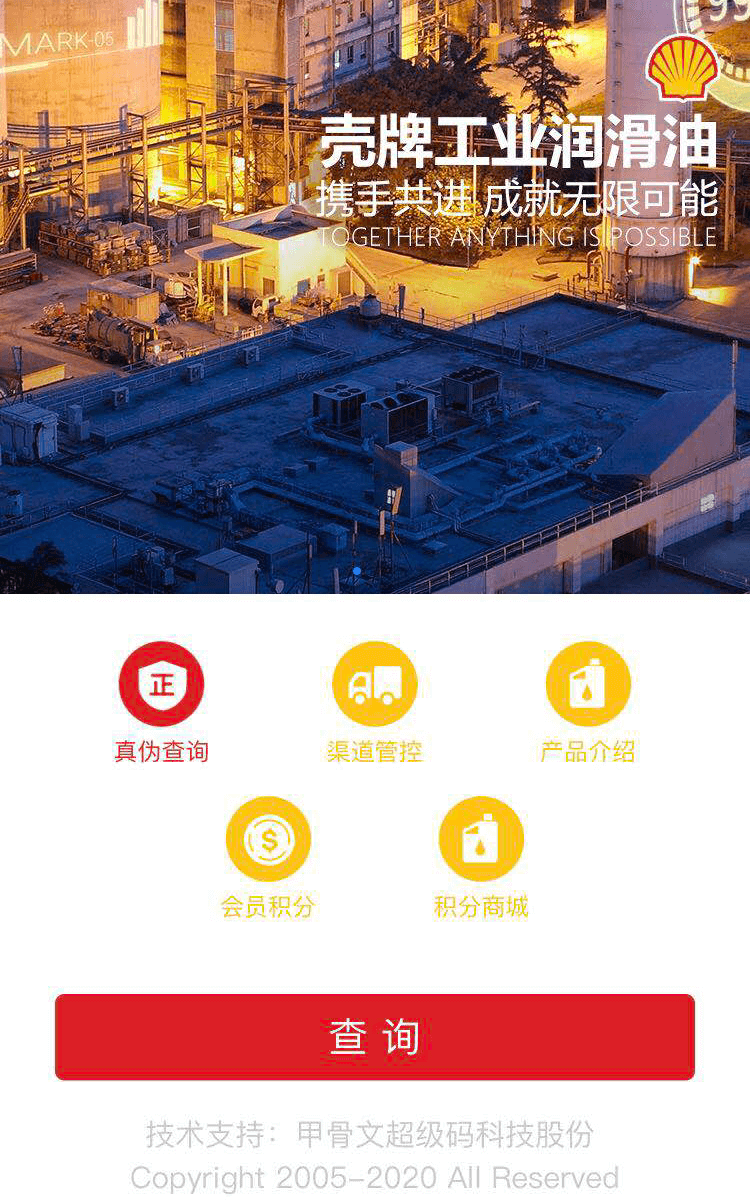 MARK-05
99
壳牌工业润滑油
携手共进 成就无限可能
TOGETHER ANYTHING IS POSSIBLE
正
真伪查询
渠道管控
产品介绍
$
会员积分
积分商城
查 询
技术支持：甲骨文超级码科技股份
Copyright 2005-2020 All Reserved